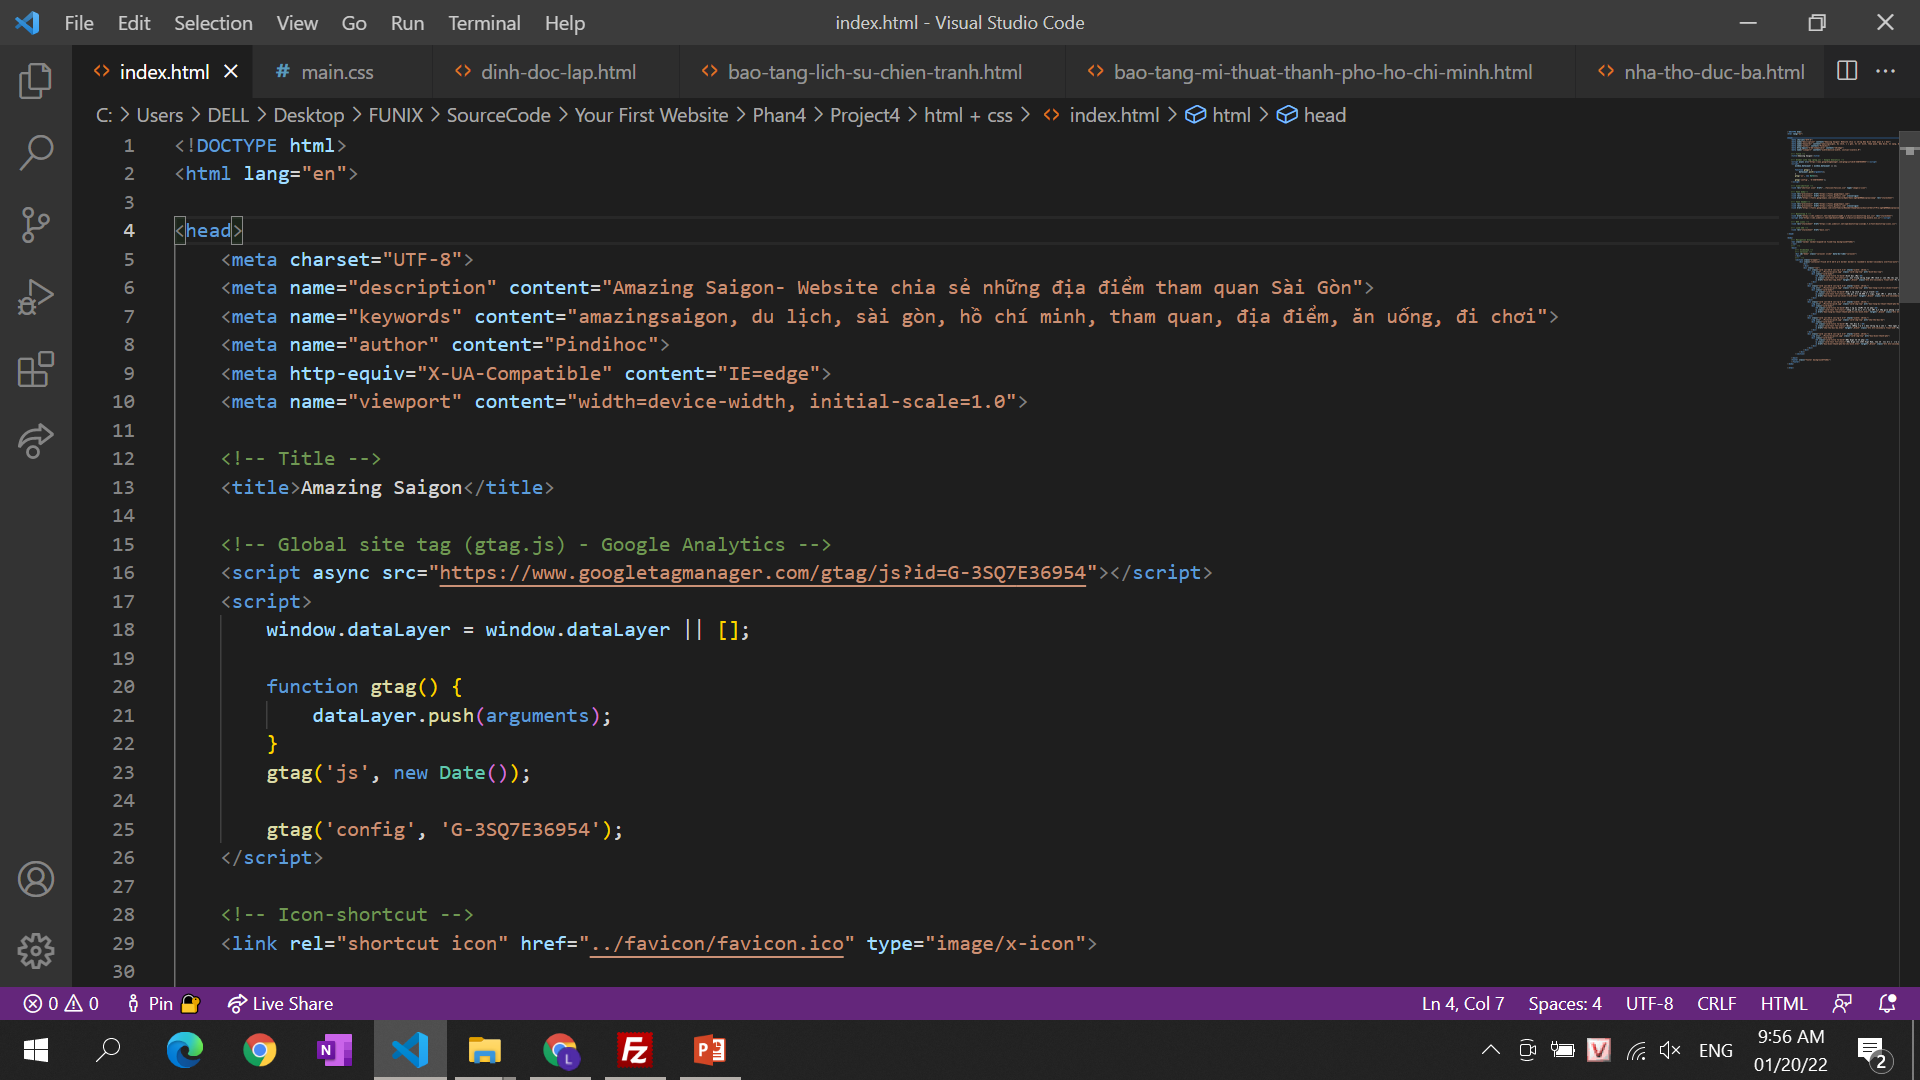 File Edit Selection View Go Run Terminal Help index.html - Visual Studio Code
index.html main.css dinh-doc-lap.html bao-tang-lich-su-chien-tranh.html bao-tang-mi-thuat-thanh-pho-ho-chi-minh.html nha-tho-duc-ba.html
C: > Users > DELL > Desktop > FUNIX > SourceCode > Your First Website > Phan4 > Project4 > html + css > index.html > html > head
1 <!DOCTYPE html>
2 <html lang="en">
3
4 <head>
5 <meta charset="UTF-8">
6 <meta name="description" content="Amazing Saigon- Website chia sẻ những địa điểm tham quan Sài Gòn">
7 <meta name="keywords" content="amazingsaigon, du lịch, sài gòn, hồ chí minh, tham quan, địa điểm, ăn uống, đi chơi">
8 <meta name="author" content="Pindihoc">
9 <meta http-equiv="X-UA-Compatible" content="IE=edge">
10 <meta name="viewport" content="width=device-width, initial-scale=1.0">
11
12 <!-- Title -->
13 <title>Amazing Saigon</title>
14
15 <!-- Global site tag (gtag.js) - Google Analytics -->
16 <script async src="https://www.googletagmanager.com/gtag/js?id=G-3SQ7E36954"></script>
17 <script>
18 window.dataLayer = window.dataLayer || [];
19
20 function gtag() {
21 dataLayer.push(arguments);
22 }
23 gtag('js', new Date());
24
25 gtag('config', 'G-3SQ7E36954');
26 </script>
27
28 <!-- Icon-shortcut -->
29 <link rel="shortcut icon" href="../favicon/favicon.ico" type="image/x-icon">
30
0 0 Pin Live Share Ln 4, Col 7 Spaces: 4 UTF-8 CRLF HTML
ENG 9:56 AM
01/20/22 2